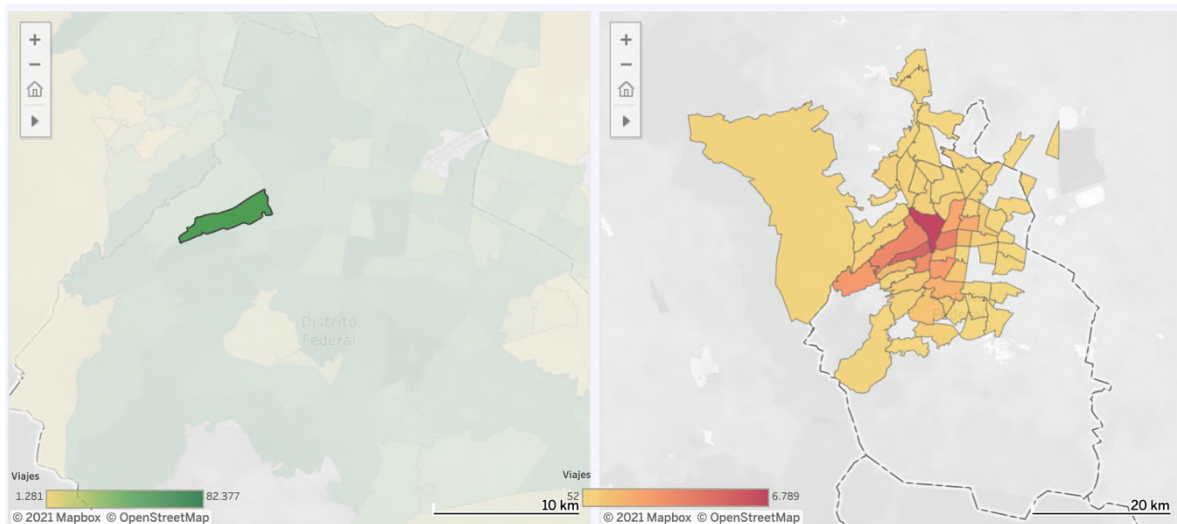 Distrito
Federal
Viajes
1.281
82.377
10 km
© 2021 Mapbox © OpenStreetMap
Viajes
52
6.789
20 km
© 2021 Mapbox © OpenStreetMap